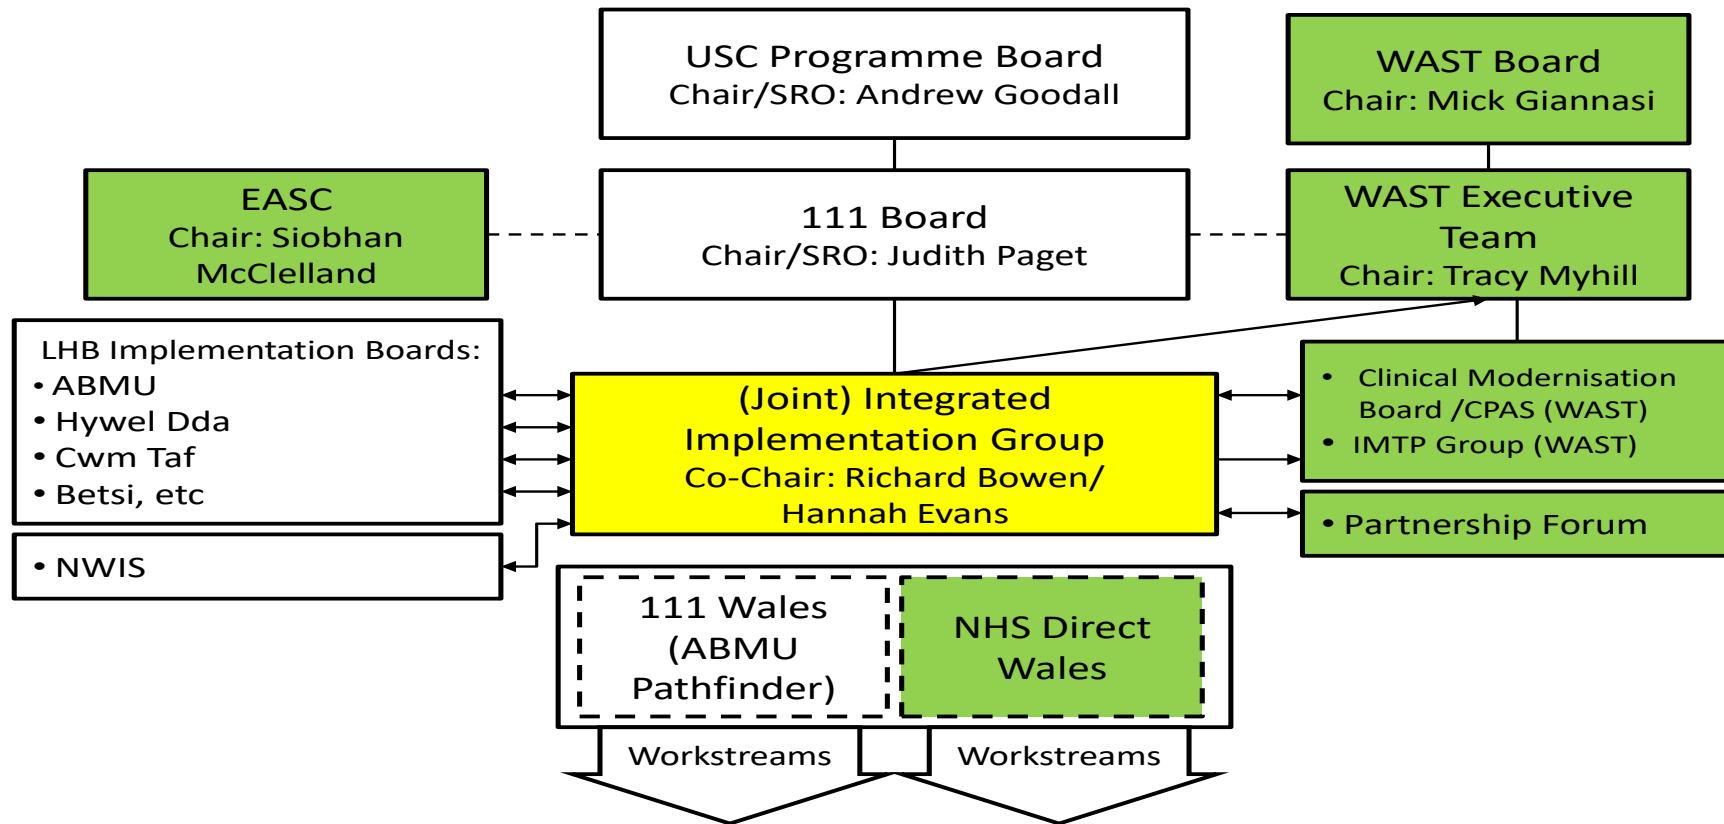 USC Programme Board
Chair/SRO: Andrew Goodall
WAST Board
Chair: Mick Giannasi
EASC
Chair: Siobhan
McClelland
111 Board
Chair/SRO: Judith Paget
WAST Executive
Team
Chair: Tracy Myhill
LHB Implementation Boards:
• ABMU
• Hywel Dda
• Cwm Taf
• Betsi, etc
(Joint) Integrated
Implementation Group
Co-Chair: Richard Bowen/
Hannah Evans
• Clinical Modernisation
Board /CPAS (WAST)
• IMTP Group (WAST)
• Partnership Forum
• NWIS
111 Wales
(ABMU
Pathfinder)
NHS Direct
Wales
Workstreams
Workstreams